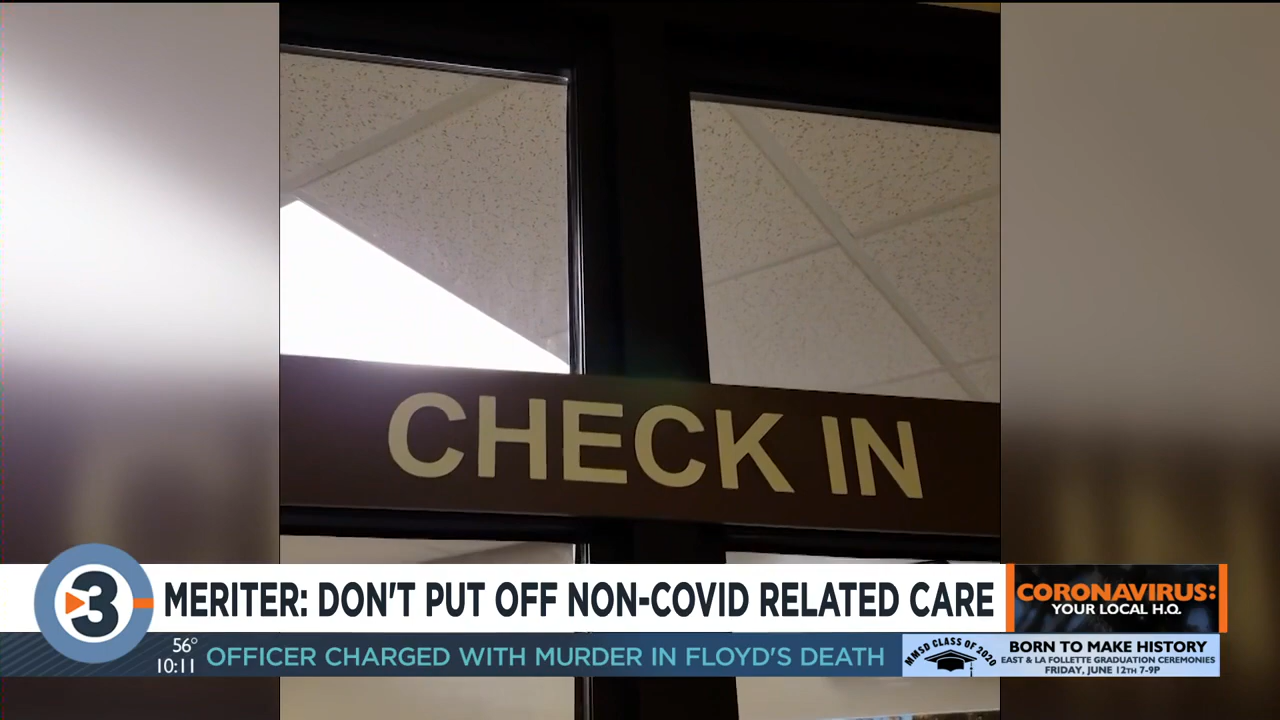 CHECK IN
3
MERITER: DON'T PUT OFF NON-COVID RELATED CARE
CORONAVIRUS:
YOUR LOCAL H.Q.
56°
10:11
OFFICER CHARGED WITH MURDER IN FLOYD'S DEATH
MMSD CLASS OF 2020
BORN TO MAKE HISTORY
EAST & LA FOLLETTE GRADUATION CEREMONIES
FRIDAY, JUNE 12TH 7-9P